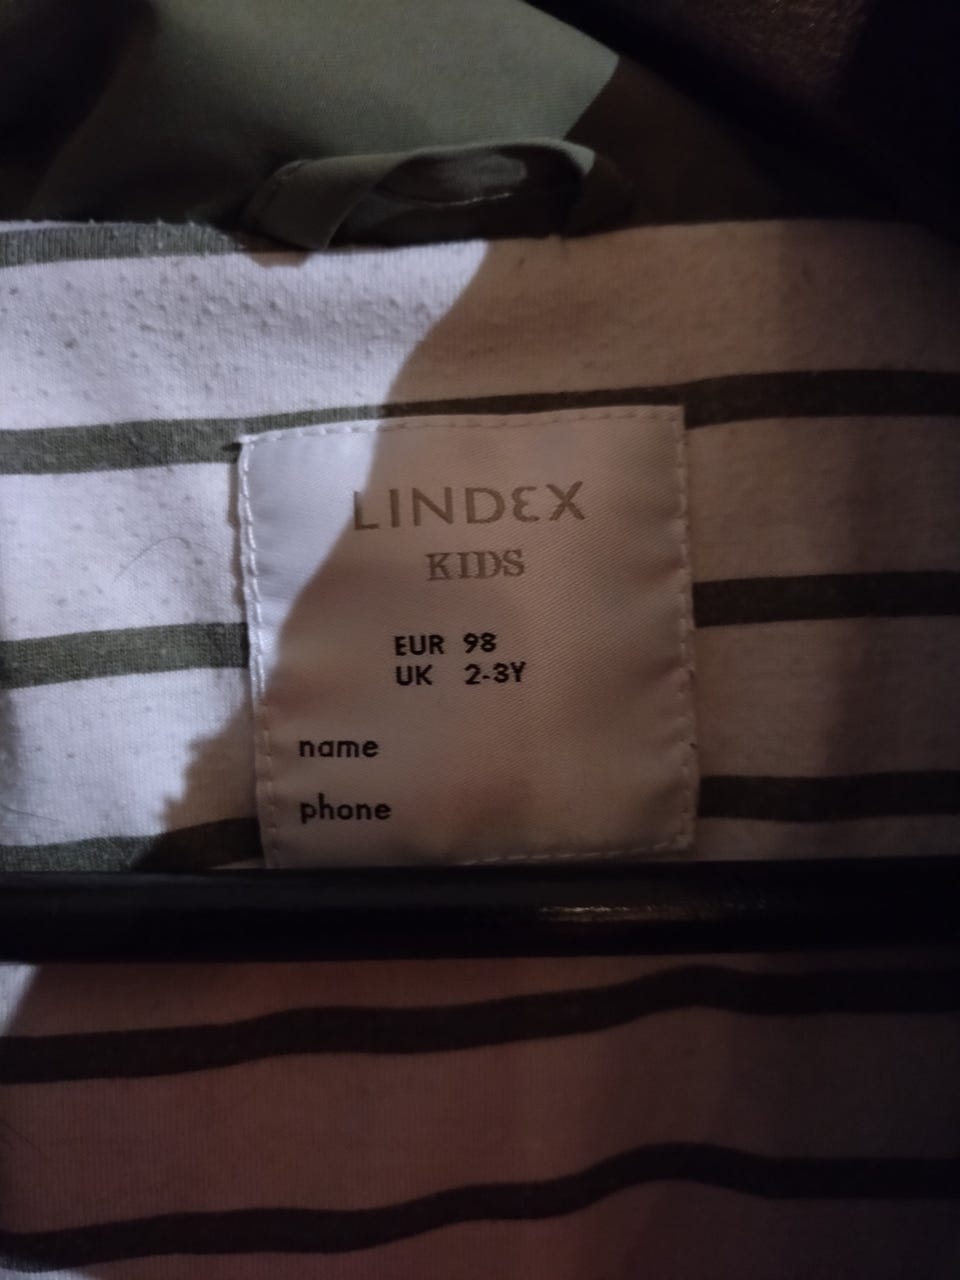 LINDEX
KIDS
EUR 98
UK 2-3Y
name
phone